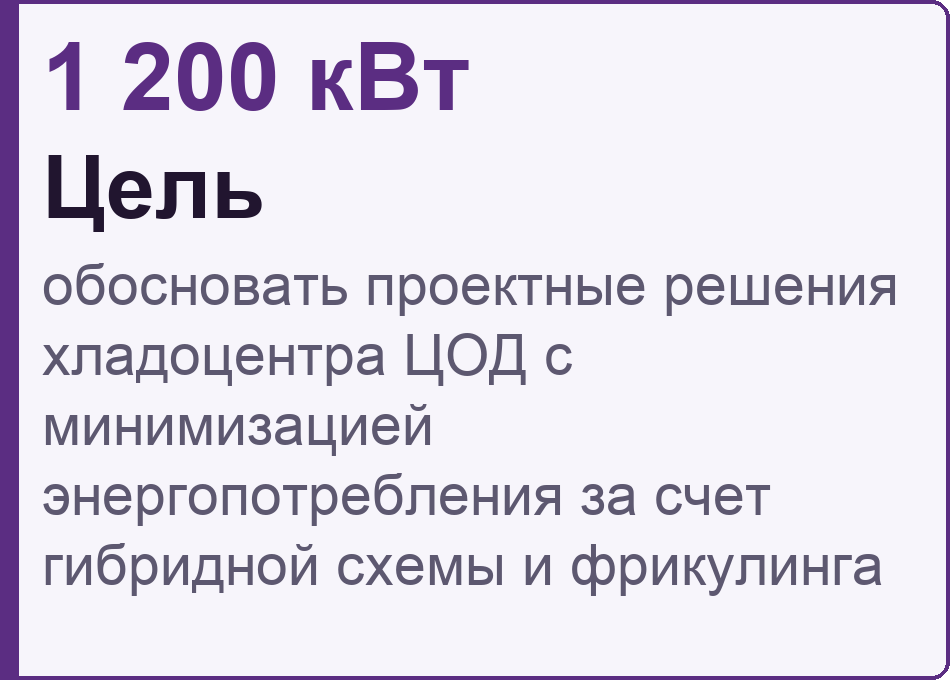 1 200 кВт
Цель
обосновать проектные решения
хладоцентра ЦОД с
минимизацией
энергопотребления за счет
гибридной схемы и фрикулинга